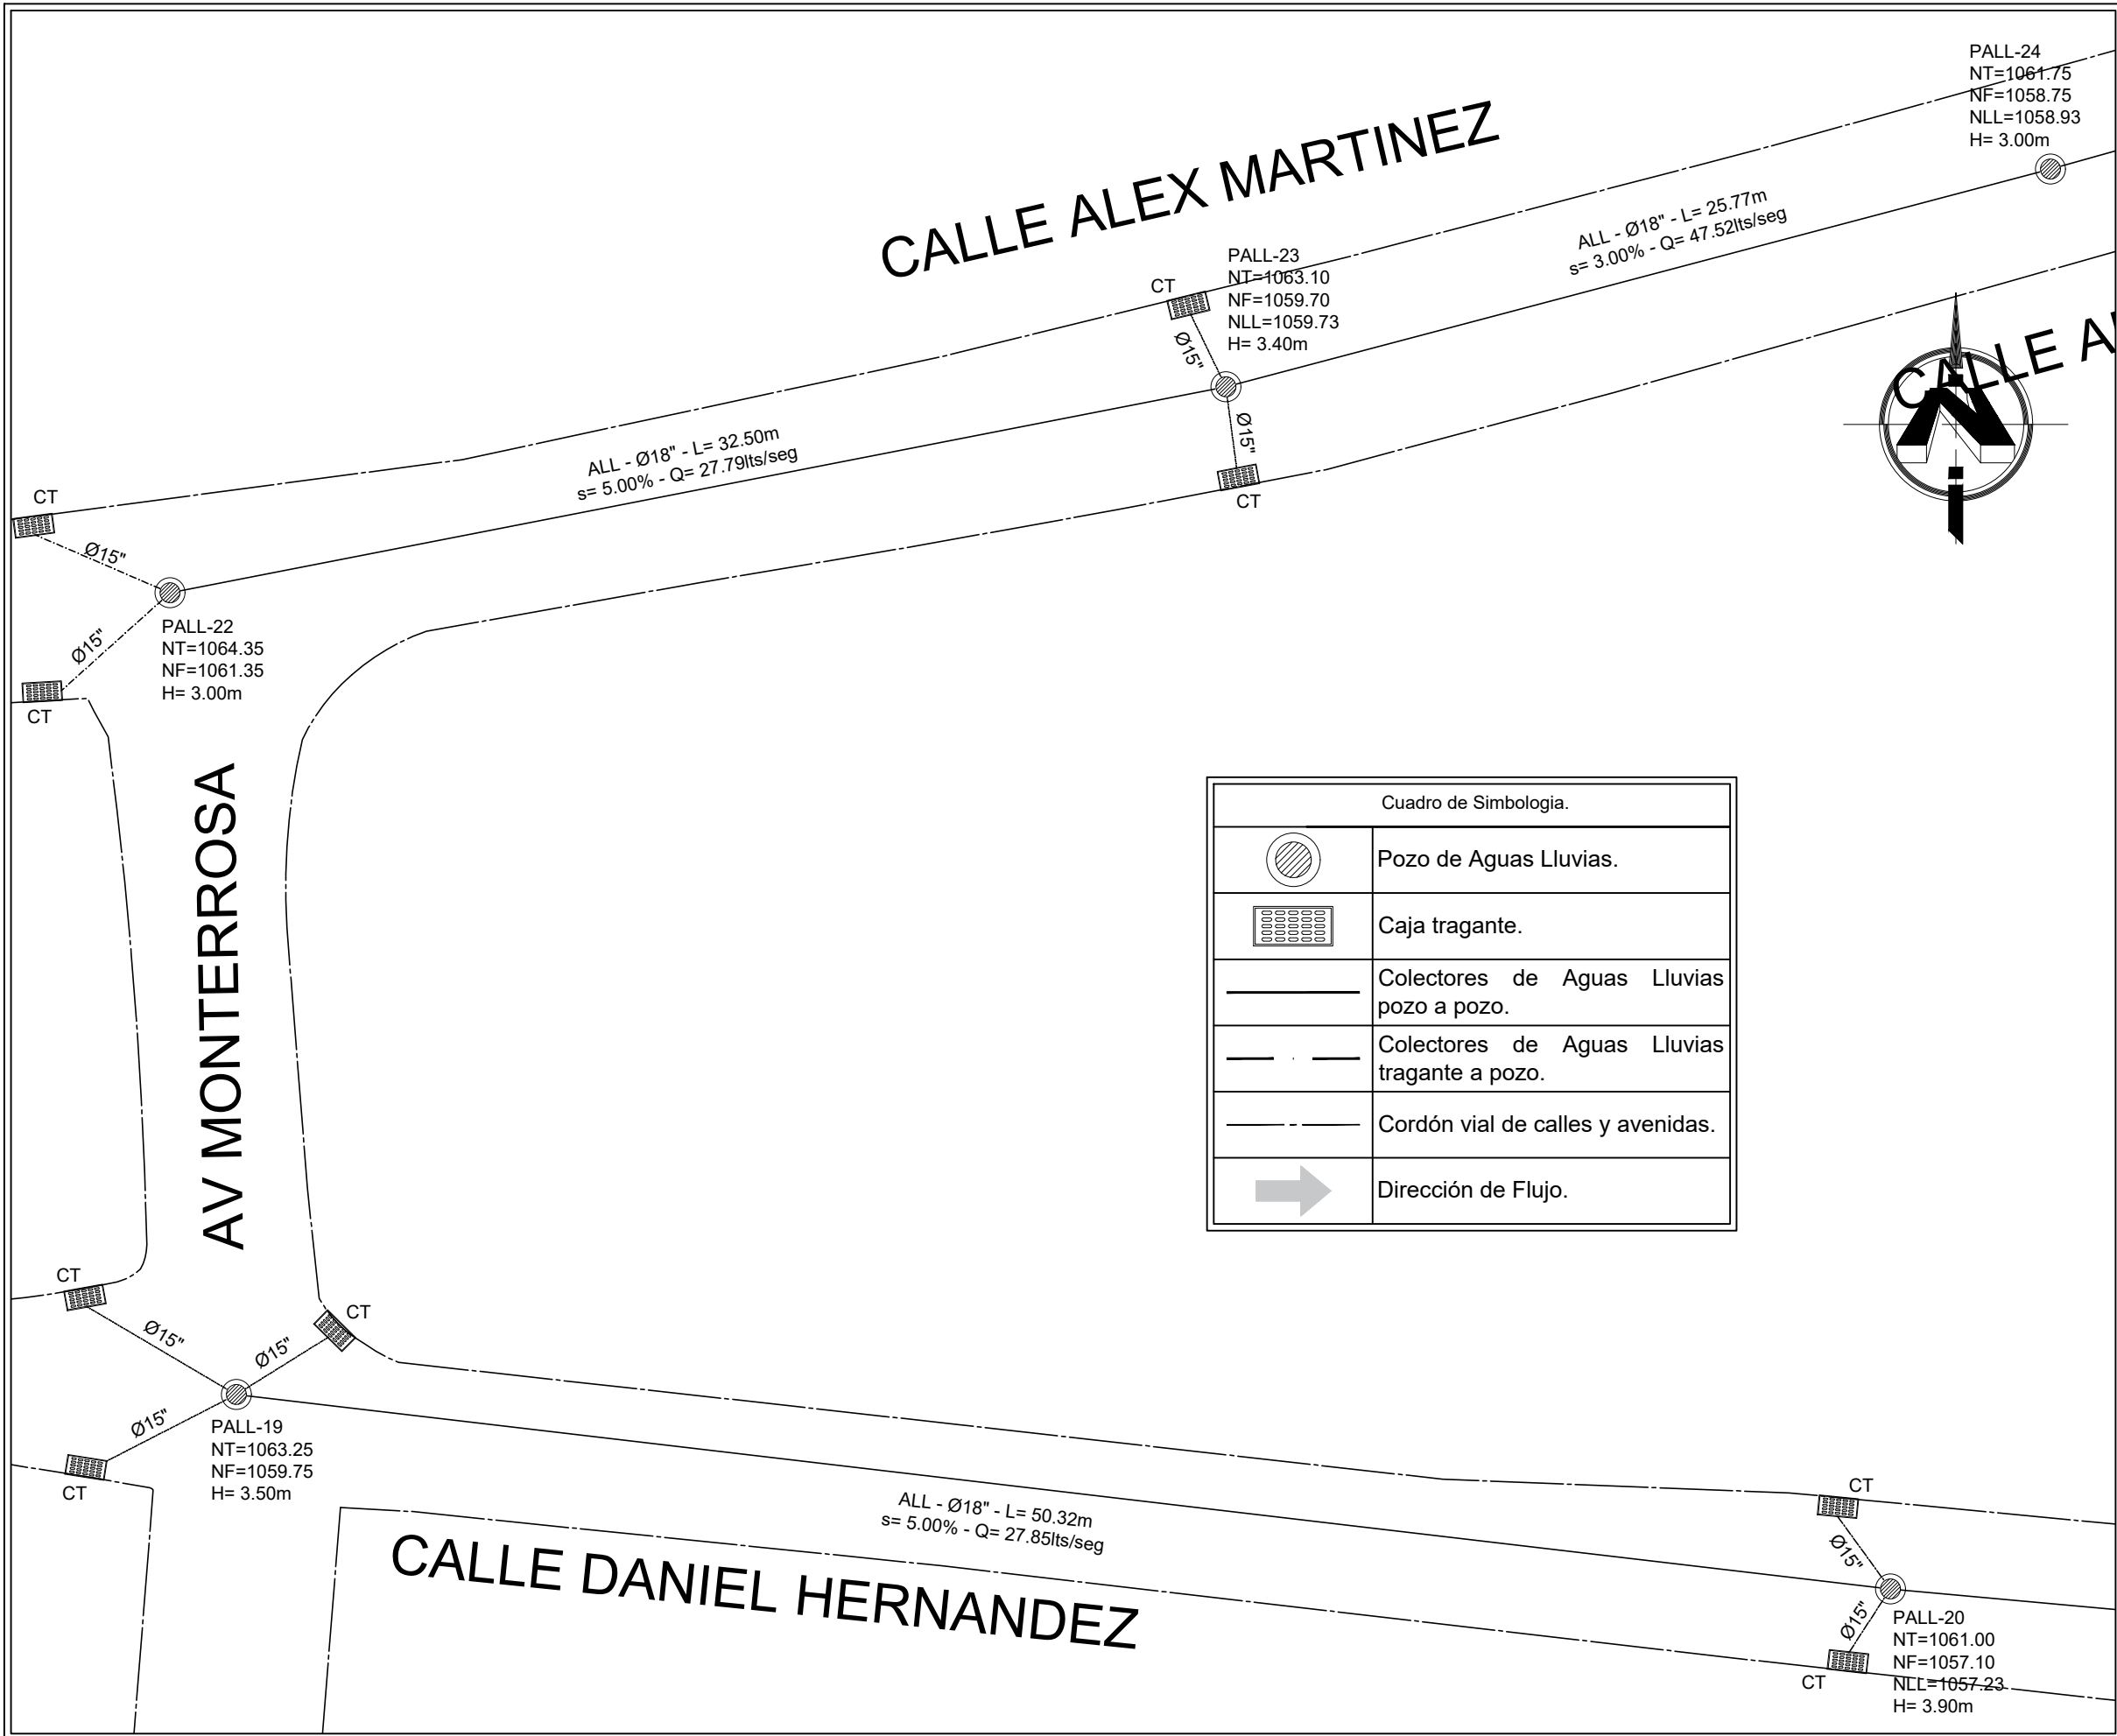 PALL-24
NT=1061.75
NF=1058.75
NLL=1058.93
H= 3.00m
CALLE ALEX MARTINEZ
ALL - Ø18" - L= 25.77m
s= 3.00% - Q= 47.52lts/seg
PALL-23
NT=1063.10
NF=1059.70
NLL=1059.73
H= 3.40m
CT
Ø15"
Ø15"
CT
CALLE
N
ALL - Ø18" - L= 32.50m
s= 5.00% - Q= 27.79lts/seg
CT
Ø15"
Ø15"
CT
PALL-22
NT=1064.35
NF=1061.35
H= 3.00m
AV MONTERROSA
Cuadro de Simbologia.
Pozo de Aguas Lluvias.
Caja tragante.
Colectores de Aguas Lluvias
pozo a pozo.
Colectores de Aguas Lluvias
tragante a pozo.
Cordón vial de calles y avenidas.
Dirección de Flujo.
CT
CT
Ø15"
Ø15"
Ø15"
CT
PALL-19
NT=1063.25
NF=1059.75
H= 3.50m
ALL - Ø18" - L= 50.32m
s= 5.00% - Q= 27.85lts/seg
CALLE DANIEL HERNANDEZ
CT
Ø15"
Ø15"
CT
PALL-20
NT=1061.00
NF=1057.10
NLL=1057.23
H= 3.90m